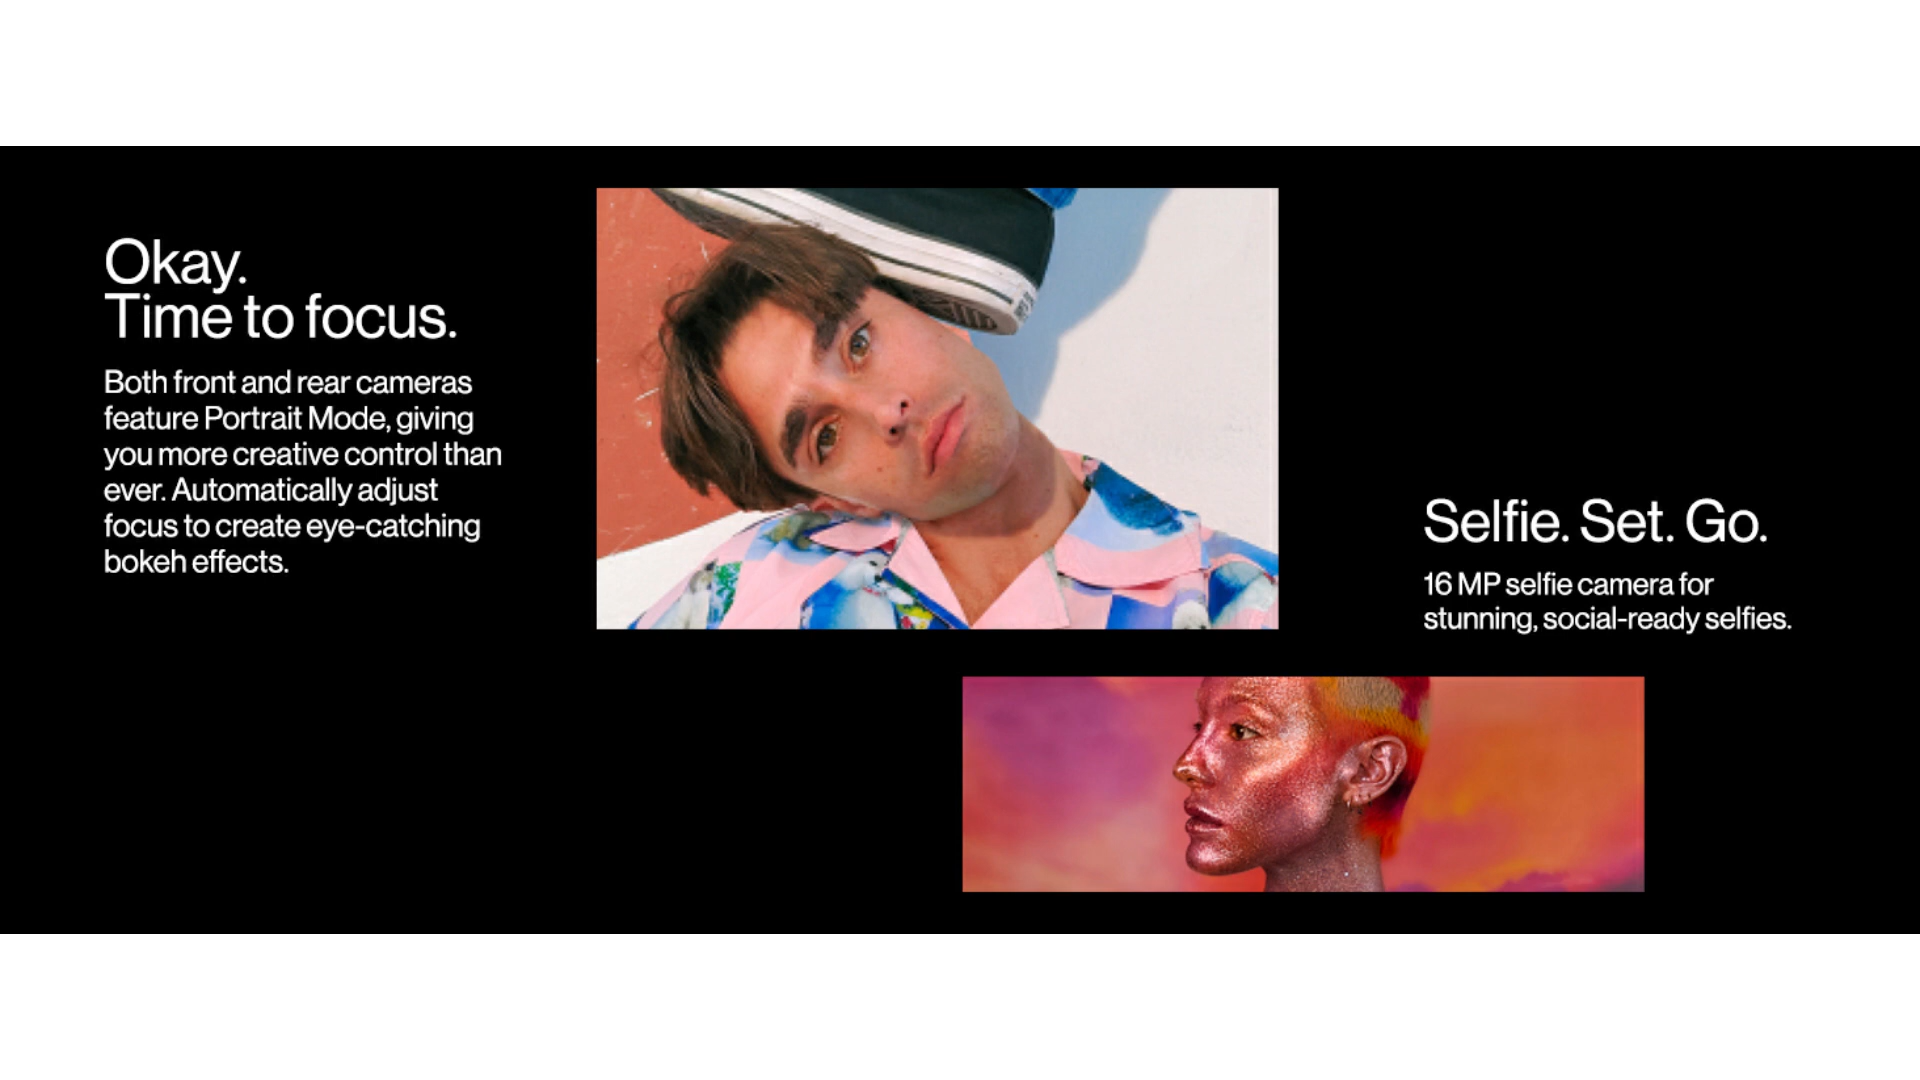 Okay.
Time to focus.
Both front and rear cameras
feature Portrait Mode, giving
you more creative control than
ever. Automatically adjust
focus to create eye-catching
bokeh effects.
Selfie. Set. Go.
16 MP selfie camera for
stunning, social-ready selfies.